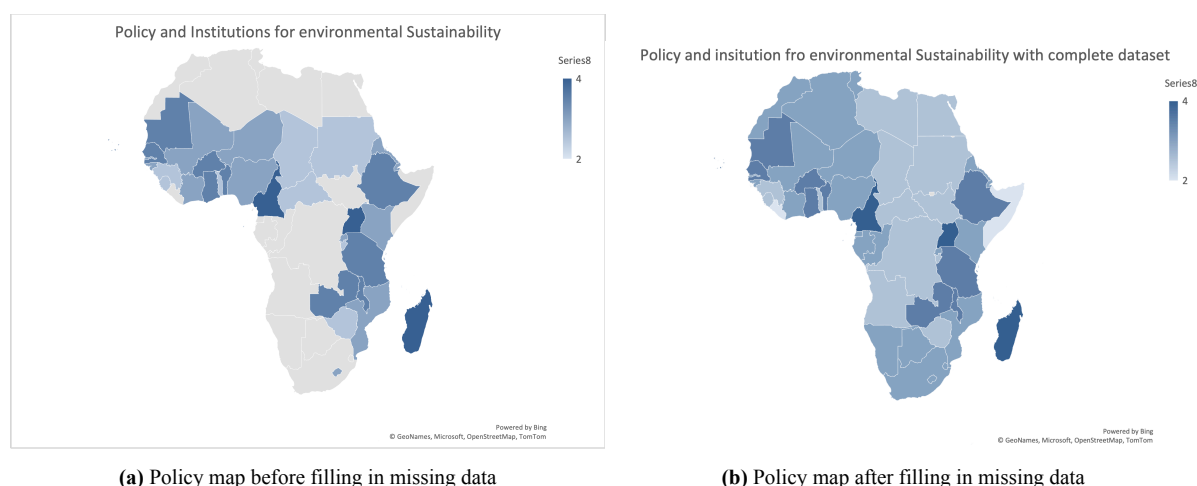 Policy and Institutions for environmental Sustainability
Series8
4
2
Powered by Bing
© GeoNames, Microsoft, OpenStreetMap, TomTom
(a) Policy map before filling in missing data
Policy and insitution fro environmental Sustainability with complete dataset
Series8
4
2
Powered by Bing
© GeoNames, Microsoft, OpenStreetMap, TomTom
(b) Policy map after filling in missing data